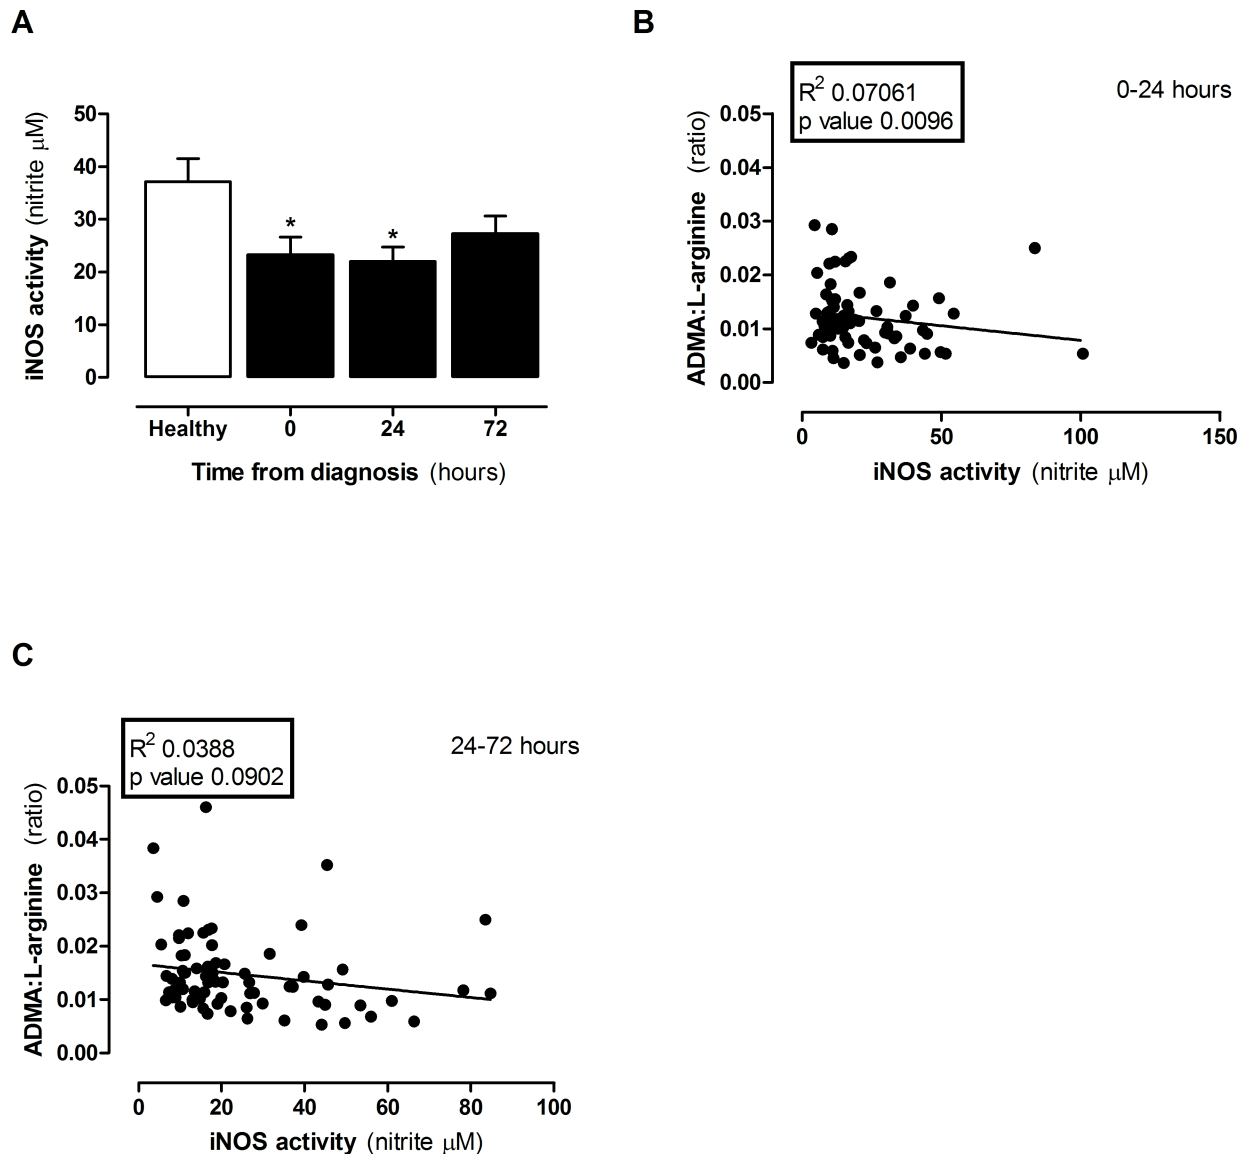 A
iNOS activity (nitrite μM)
50
40
30
20
10
0
*
*
Healthy 0 24 72
Time from diagnosis (hours)
B
R2 0.07061
p value 0.0096
0-24 hours
ADMA:L-arginine (ratio)
0.05
0.04
0.03
0.02
0.01
0.00
0 50 100 150
iNOS activity (nitrite μM)
C
R2 0.0388
p value 0.0902
24-72 hours
ADMA:L-arginine (ratio)
0.05
0.04
0.03
0.02
0.01
0.00
0 20 40 60 80 100
iNOS activity (nitrite μM)